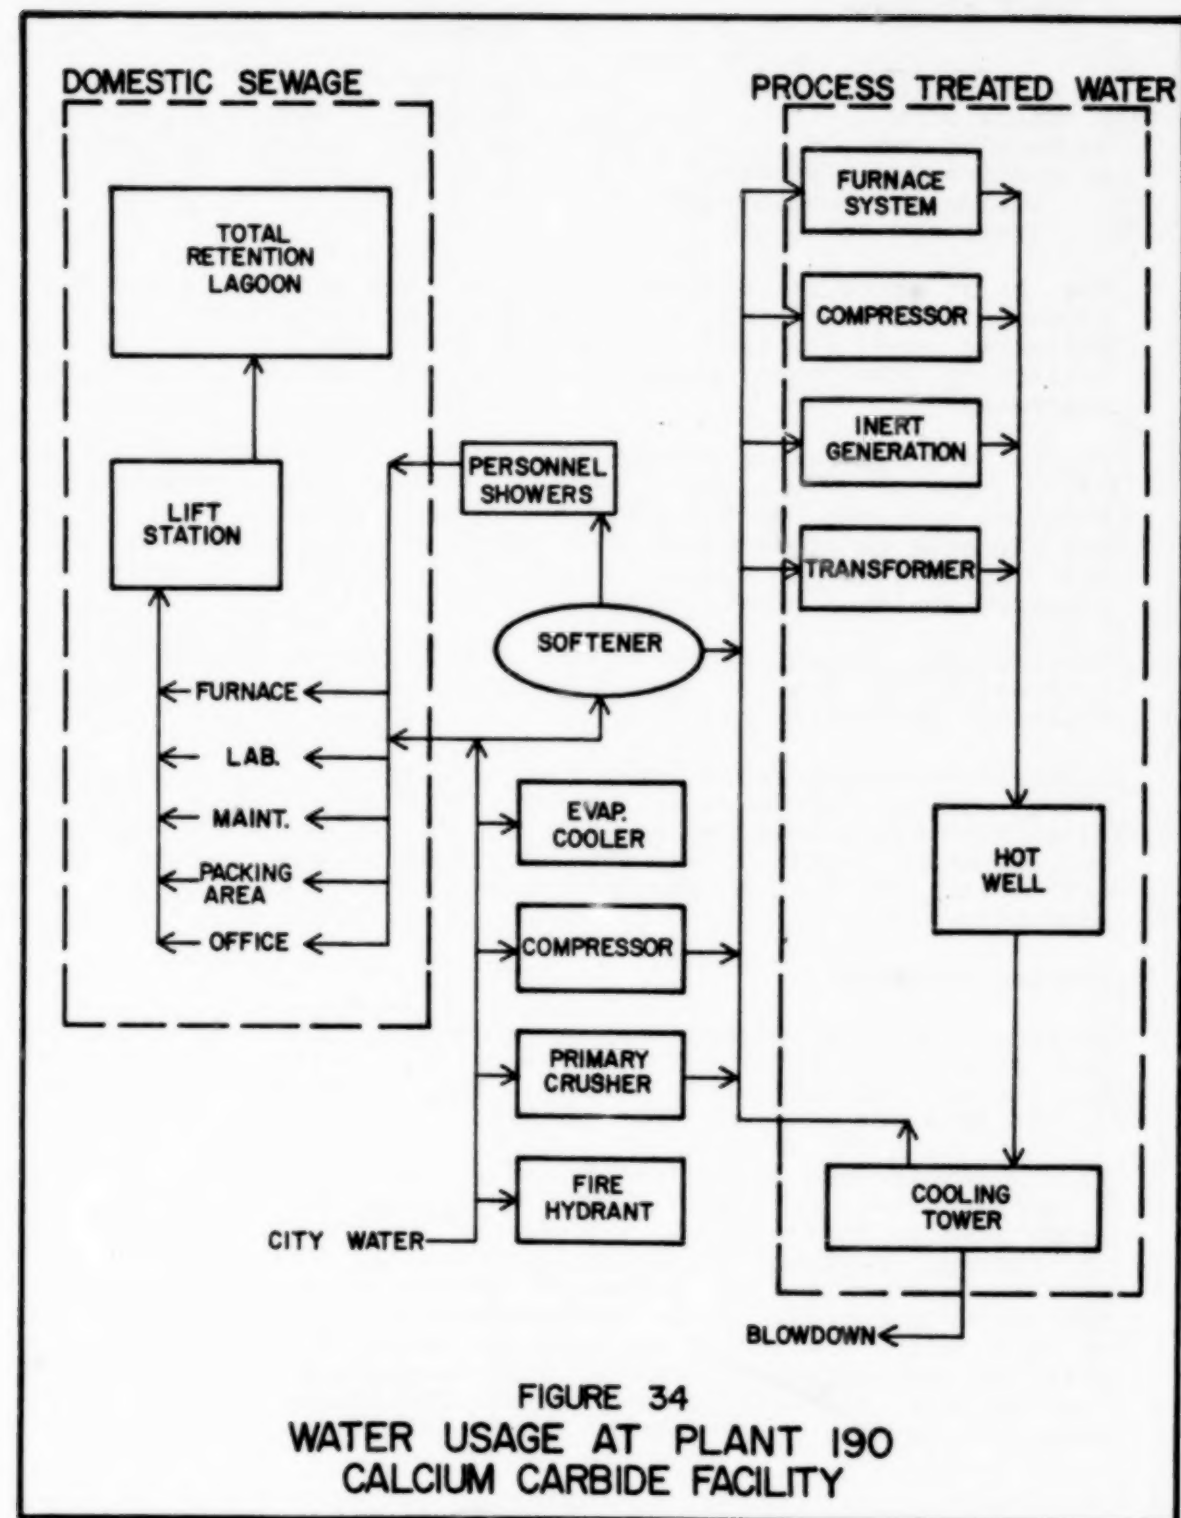 DOMESTIC SEWAGE
TOTAL
RETENTION
LAGOON
LIFT
STATION
FURNACE
LAB.
MAINT.
PACKING
AREA
OFFICE
PERSONNEL
SHOWERS
SOFTENER
EVAP.
COOLER
COMPRESSOR
PRIMARY
CRUSHER
FIRE
HYDRANT
CITY WATER
PROCESS TREATED WATER
FURNACE
SYSTEM
COMPRESSOR
INERT
GENERATION
TRANSFORMER
HOT
WELL
COOLING
TOWER
BLOWDOWN
FIGURE 34
WATER USAGE AT PLANT 190
CALCIUM CARBIDE FACILITY